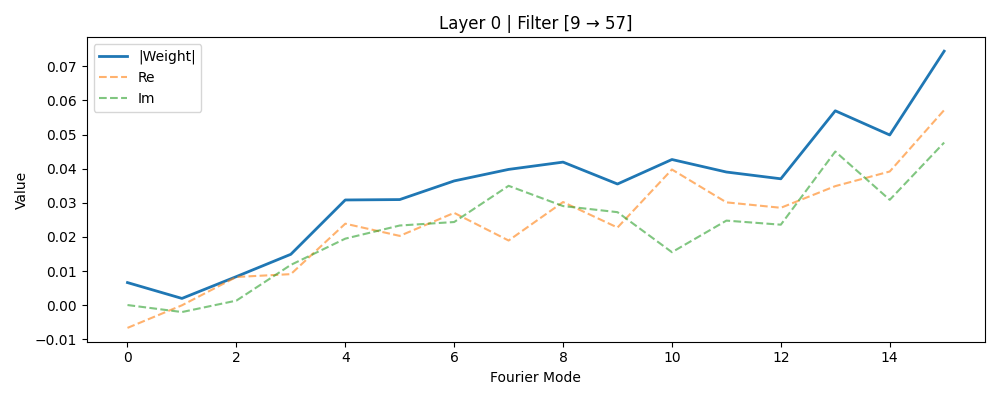 Layer 0 | Filter [9 → 57]
|Weight|
Re
Im
0.07
0.06
0.05
0.04
0.03
0.02
0.01
0.00
−0.01
Value
0 2 4 6 8 10 12 14
Fourier Mode